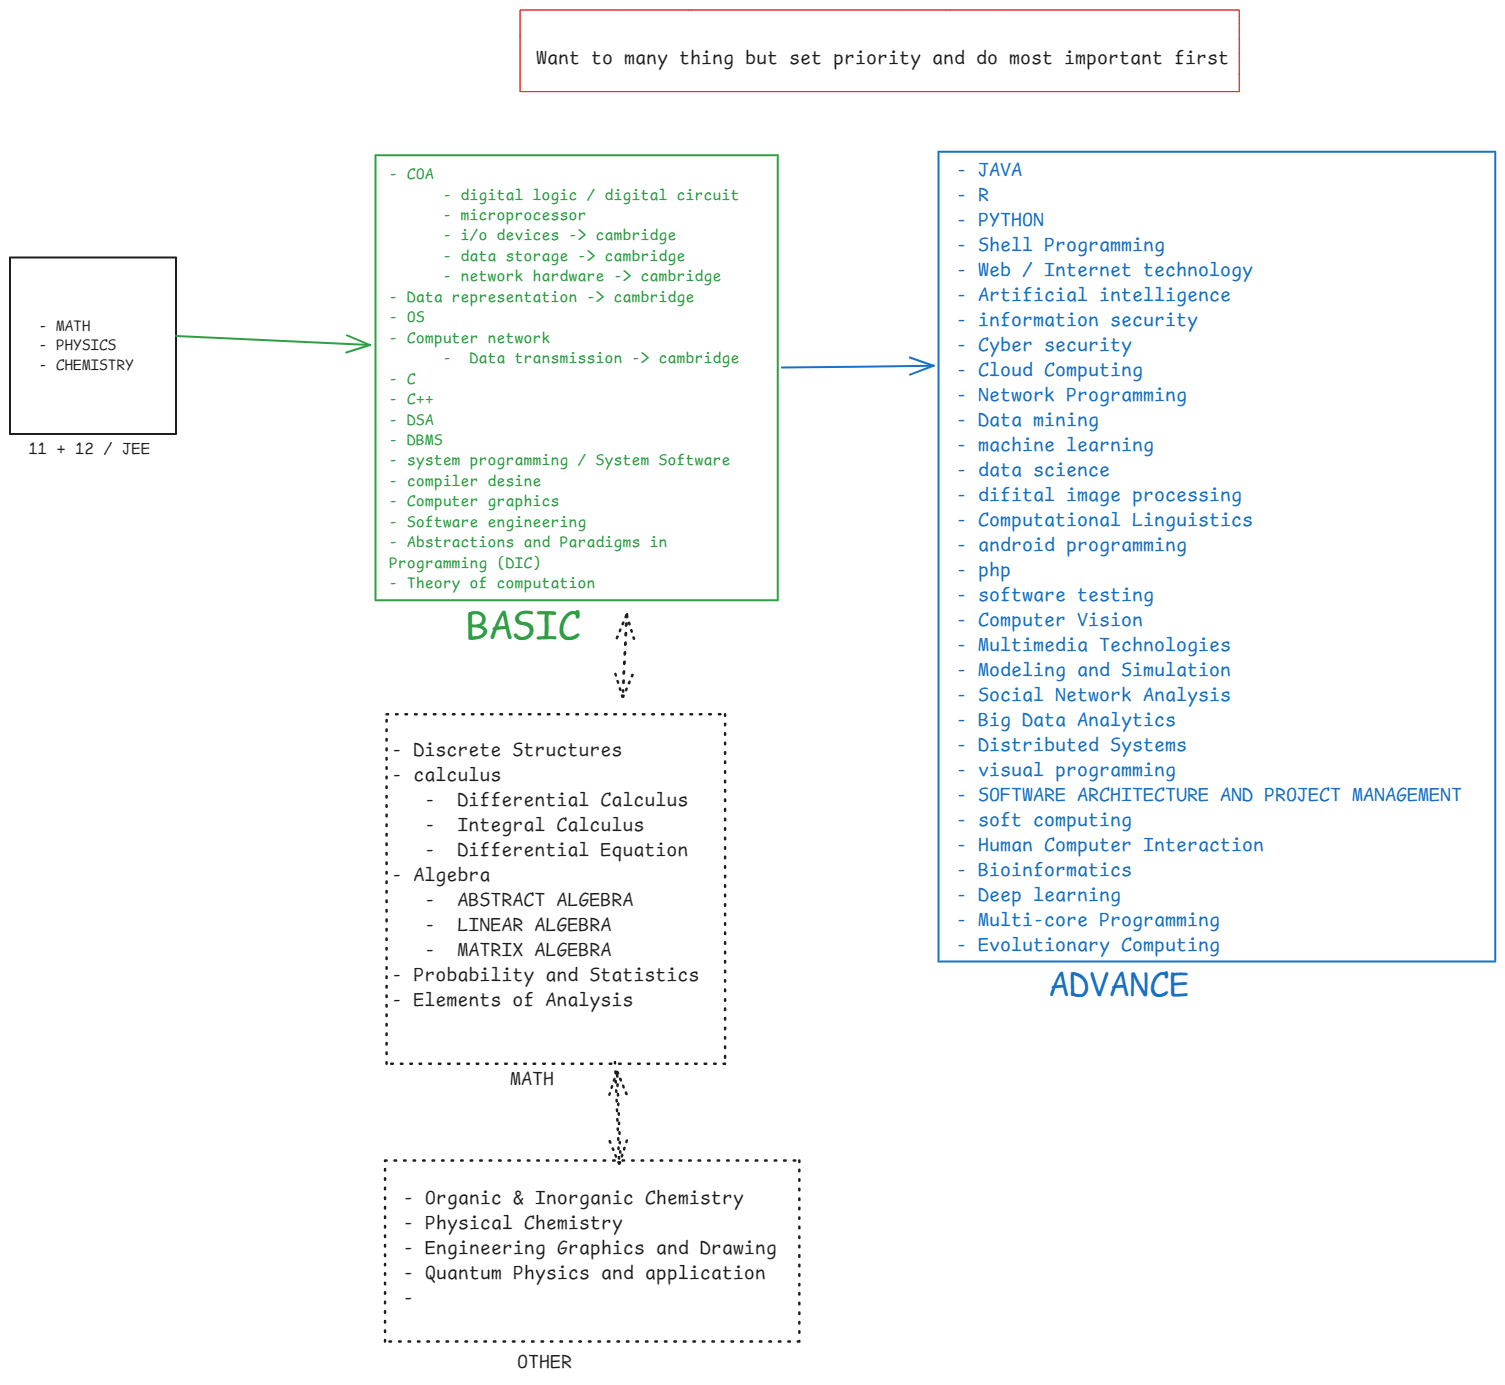 Want to many thing but set priority and do most important first
- MATH
- PHYSICS
- CHEMISTRY
11 + 12 / JEE
- COA
- digital logic / digital circuit
- microprocessor
- i/o devices -> cambridge
- data storage -> cambridge
- network hardware -> cambridge
- Data representation -> cambridge
- OS
- Computer network
- Data transmission -> cambridge
- C
- C++
- DSA
- DBMS
- system programming / System Software
- compiler desine
- Computer graphics
- Software engineering
- Abstractions and Paradigms in
Programming (DIC)
- Theory of computation
BASIC
- Discrete Structures
- calculus
- Differential Calculus
- Integral Calculus
- Differential Equation
- Algebra
- ABSTRACT ALGEBRA
- LINEAR ALGEBRA
- MATRIX ALGEBRA
- Probability and Statistics
- Elements of Analysis
MATH
- Organic & Inorganic Chemistry
- Physical Chemistry
- Engineering Graphics and Drawing
- Quantum Physics and application
-
OTHER
- JAVA
- R
- PYTHON
- Shell Programming
- Web / Internet technology
- Artificial intelligence
- information security
- Cyber security
- Cloud Computing
- Network Programming
- Data mining
- machine learning
- data science
- difital image processing
- Computational Linguistics
- android programming
- php
- software testing
- Computer Vision
- Multimedia Technologies
- Modeling and Simulation
- Social Network Analysis
- Big Data Analytics
- Distributed Systems
- visual programming
- SOFTWARE ARCHITECTURE AND PROJECT MANAGEMENT
- soft computing
- Human Computer Interaction
- Bioinformatics
- Deep learning
- Multi-core Programming
- Evolutionary Computing
ADVANCE